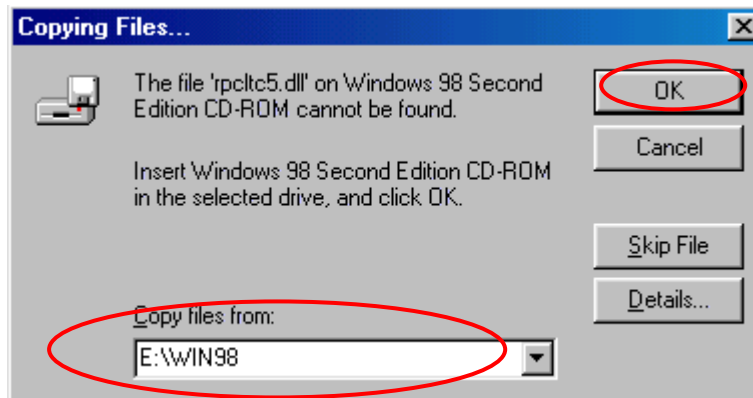 Copying Files...
The file 'rpcltc5.dll' on Windows 98 Second
Edition CD-ROM cannot be found.
Insert Windows 98 Second Edition CD-ROM
in the selected drive, and click OK.
Copy files from:
E:\WIN98
OK
Cancel
Skip File
Details...